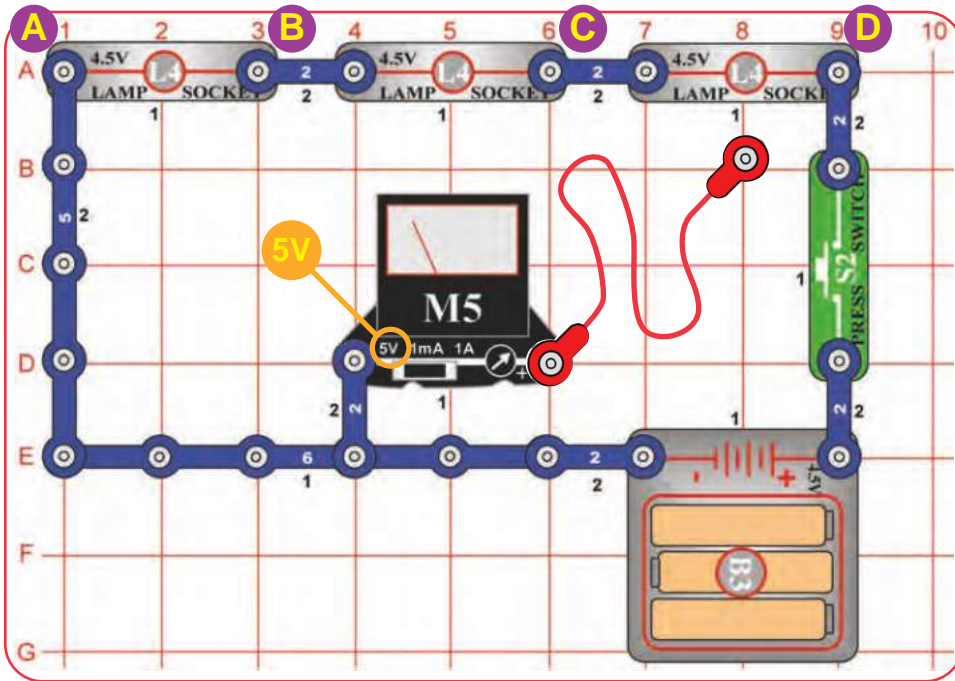 A 1 2 3 B 4 5 6 C 7 8 9 D 10
A 4.5V L4 2 4.5V L4 2 4.5V L4
LAMP SOCKET 2 LAMP SOCKET 2 LAMP SOCKET
1 1 1
2 2
B
5 2
5V
C
M5
1 S2 PRESS SWITCH
5V 1mA 1A
D
+
2 2 1 1 2 2
E 6 2 - + 4.5V
1 2
F
B3
G